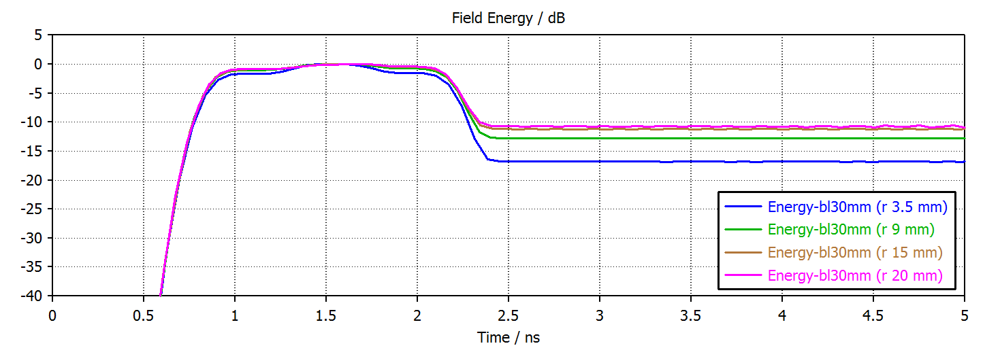 Field Energy / dB
5
0
-5
-10
-15
-20
-25
-30
-35
-40
0 0.5 1 1.5 2 2.5 3 3.5 4 4.5 5
Time / ns
Energy-bl30mm (r 3.5 mm)
Energy-bl30mm (r 9 mm)
Energy-bl30mm (r 15 mm)
Energy-bl30mm (r 20 mm)